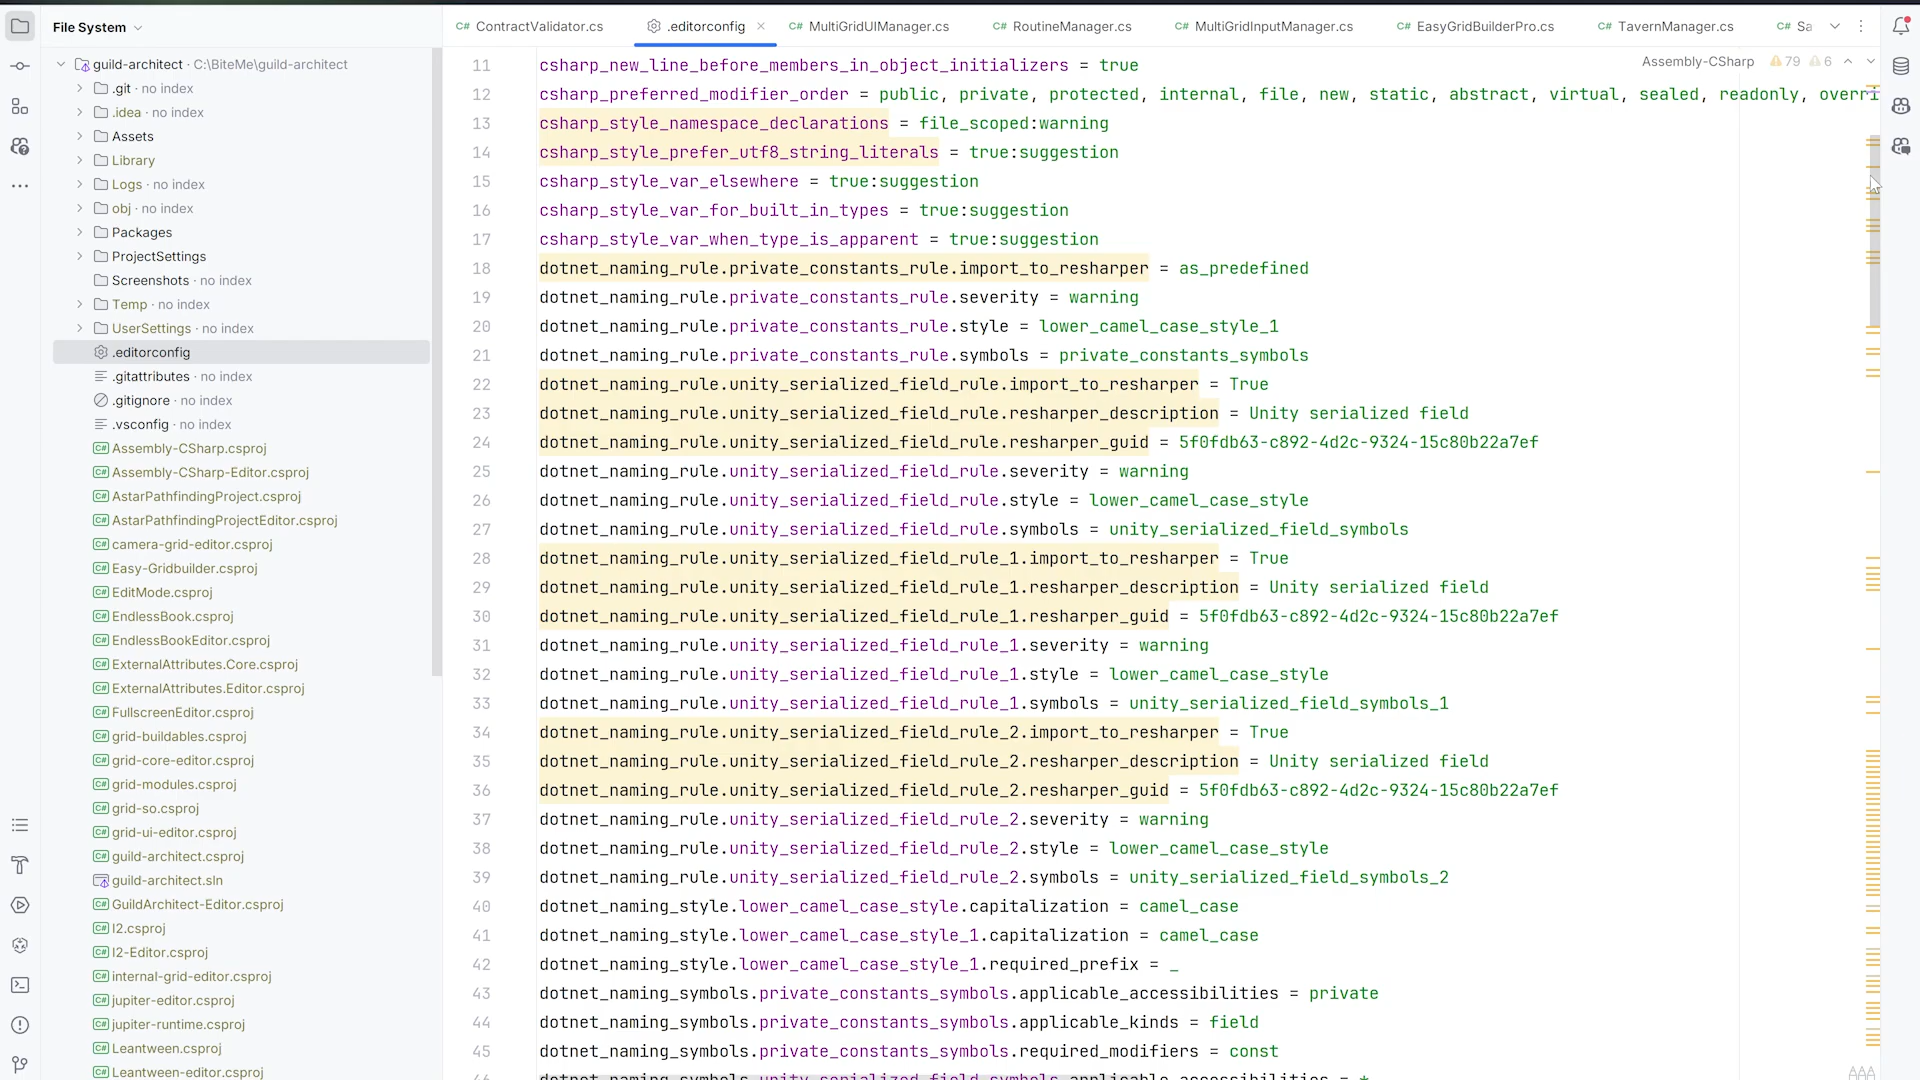 File System
ContractValidator.cs
.editorconfig
MultiGridUIManager.cs
RoutineManager.cs
MultiGridInputManager.cs
EasyGridBuilderPro.cs
TavernManager.cs
Sa
guild-architect · C:\BiteMe\guild-architect
.git · no index
.idea · no index
Assets
Library
Logs · no index
obj · no index
Packages
ProjectSettings
Screenshots · no index
Temp · no index
UserSettings · no index
.editorconfig
.gitattributes · no index
.gitignore · no index
.vsconfig · no index
C# Assembly-CSharp.csproj
C# Assembly-CSharp-Editor.csproj
C# AstarPathfindingProject.csproj
C# AstarPathfindingProjectEditor.csproj
C# camera-grid-editor.csproj
C# Easy-Gridbuilder.csproj
C# EditMode.csproj
C# EndlessBook.csproj
C# EndlessBookEditor.csproj
C# ExternalAttributes.Core.csproj
C# ExternalAttributes.Editor.csproj
C# FullscreenEditor.csproj
C# grid-buildables.csproj
C# grid-core-editor.csproj
C# grid-modules.csproj
C# grid-so.csproj
C# grid-ui-editor.csproj
C# guild-architect.csproj
guild-architect.sln
C# GuildArchitect-Editor.csproj
C# I2.csproj
C# I2-Editor.csproj
C# internal-grid-editor.csproj
C# jupiter-editor.csproj
C# jupiter-runtime.csproj
C# Leantween.csproj
C# Leantween-editor.csproj
Assembly-CSharp 79 6
11 csharp_new_line_before_members_in_object_initializers = true
12 csharp_preferred_modifier_order = public, private, protected, internal, file, new, static, abstract, virtual, sealed, readonly, overri
13 csharp_style_namespace_declarations = file_scoped:warning
14 csharp_style_prefer_utf8_string_literals = true:suggestion
15 csharp_style_var_elsewhere = true:suggestion
16 csharp_style_var_for_built_in_types = true:suggestion
17 csharp_style_var_when_type_is_apparent = true:suggestion
18 dotnet_naming_rule.private_constants_rule.import_to_resharper = as_predefined
19 dotnet_naming_rule.private_constants_rule.severity = warning
20 dotnet_naming_rule.private_constants_rule.style = lower_camel_case_style_1
21 dotnet_naming_rule.private_constants_rule.symbols = private_constants_symbols
22 dotnet_naming_rule.unity_serialized_field_rule.import_to_resharper = True
23 dotnet_naming_rule.unity_serialized_field_rule.resharper_description = Unity serialized field
24 dotnet_naming_rule.unity_serialized_field_rule.resharper_guid = 5f0fdb63-c892-4d2c-9324-15c80b22a7ef
25 dotnet_naming_rule.unity_serialized_field_rule.severity = warning
26 dotnet_naming_rule.unity_serialized_field_rule.style = lower_camel_case_style
27 dotnet_naming_rule.unity_serialized_field_rule.symbols = unity_serialized_field_symbols
28 dotnet_naming_rule.unity_serialized_field_rule_1.import_to_resharper = True
29 dotnet_naming_rule.unity_serialized_field_rule_1.resharper_description = Unity serialized field
30 dotnet_naming_rule.unity_serialized_field_rule_1.resharper_guid = 5f0fdb63-c892-4d2c-9324-15c80b22a7ef
31 dotnet_naming_rule.unity_serialized_field_rule_1.severity = warning
32 dotnet_naming_rule.unity_serialized_field_rule_1.style = lower_camel_case_style
33 dotnet_naming_rule.unity_serialized_field_rule_1.symbols = unity_serialized_field_symbols_1
34 dotnet_naming_rule.unity_serialized_field_rule_2.import_to_resharper = True
35 dotnet_naming_rule.unity_serialized_field_rule_2.resharper_description = Unity serialized field
36 dotnet_naming_rule.unity_serialized_field_rule_2.resharper_guid = 5f0fdb63-c892-4d2c-9324-15c80b22a7ef
37 dotnet_naming_rule.unity_serialized_field_rule_2.severity = warning
38 dotnet_naming_rule.unity_serialized_field_rule_2.style = lower_camel_case_style
39 dotnet_naming_rule.unity_serialized_field_rule_2.symbols = unity_serialized_field_symbols_2
40 dotnet_naming_style.lower_camel_case_style.capitalization = camel_case
41 dotnet_naming_style.lower_camel_case_style_1.capitalization = camel_case
42 dotnet_naming_style.lower_camel_case_style_1.required_prefix = _
43 dotnet_naming_symbols.private_constants_symbols.applicable_accessibilities = private
44 dotnet_naming_symbols.private_constants_symbols.applicable_kinds = field
45 dotnet_naming_symbols.private_constants_symbols.required_modifiers = const